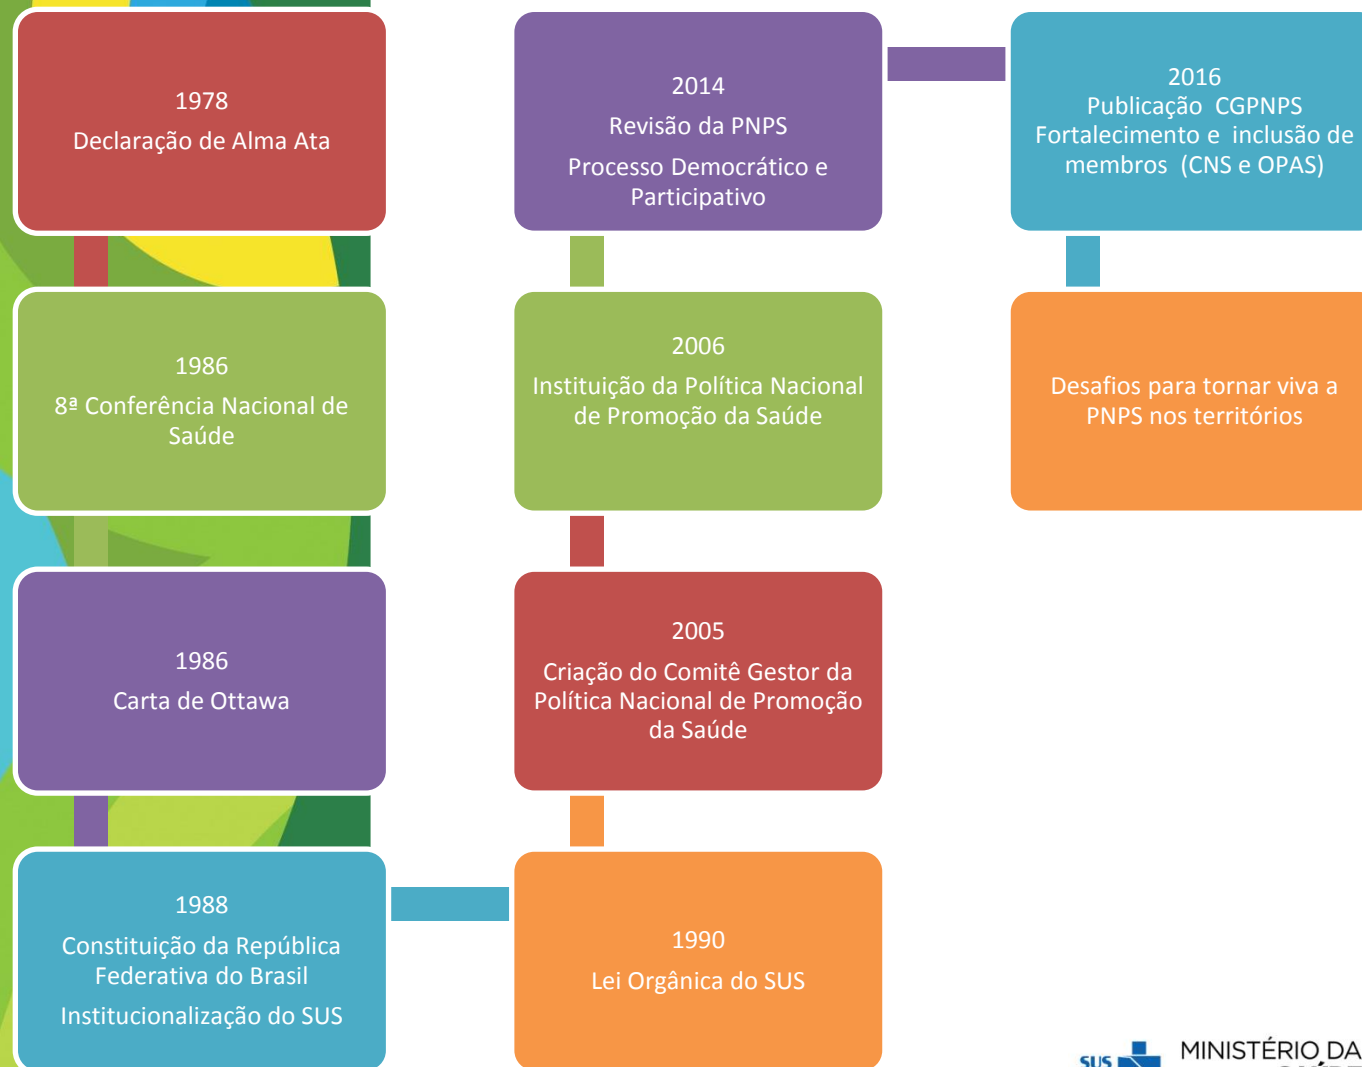 1978
Declaração de Alma Ata
1986
8ª Conferência Nacional de
Saúde
1986
Carta de Ottawa
1988
Constituição da República
Federativa do Brasil
Institucionalização do SUS
1990
Lei Orgânica do SUS
2005
Criação do Comitê Gestor da
Política Nacional de Promoção
da Saúde
2006
Instituição da Política Nacional
de Promoção da Saúde
2014
Revisão da PNPS
Processo Democrático e
Participativo
2016
Publicação CGPNPS
Fortalecimento e inclusão de
membros (CNS e OPAS)
Desafios para tornar viva a
PNPS nos territórios
SUS
MINISTÉRIO DA